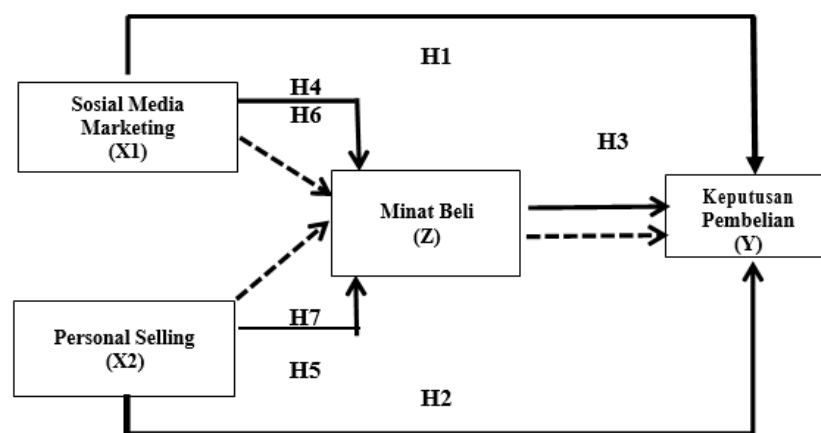 H1
H4
H6
Sosial Media
Marketing
(X1)
H3
Minat Beli
(Z)
Keputusan
Pembelian
(Y)
H7
Personal Selling
(X2)
H5
H2